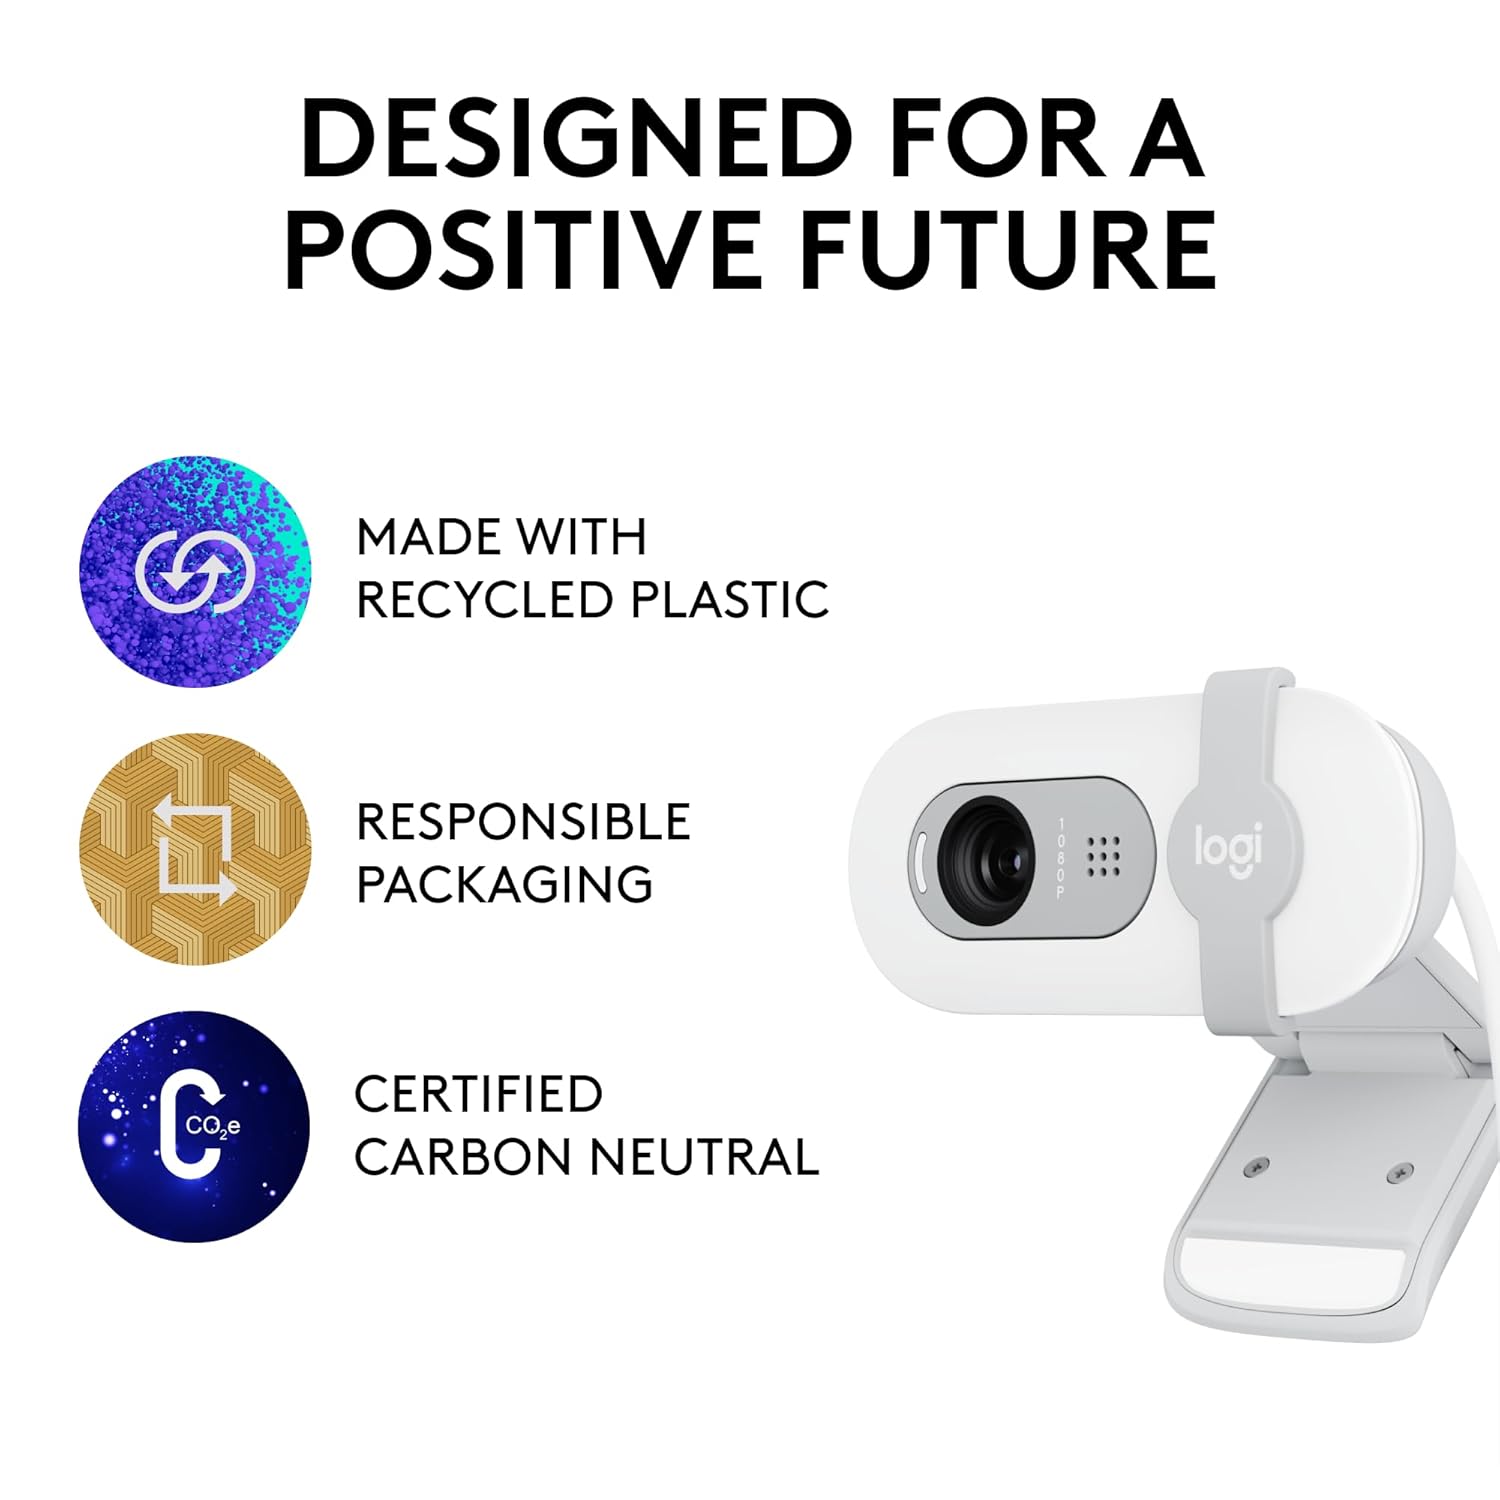 DESIGNED FOR A
POSITIVE FUTURE
MADE WITH
RECYCLED PLASTIC
RESPONSIBLE
PACKAGING
CO₂e
CERTIFIED
CARBON NEUTRAL
1080P
logi